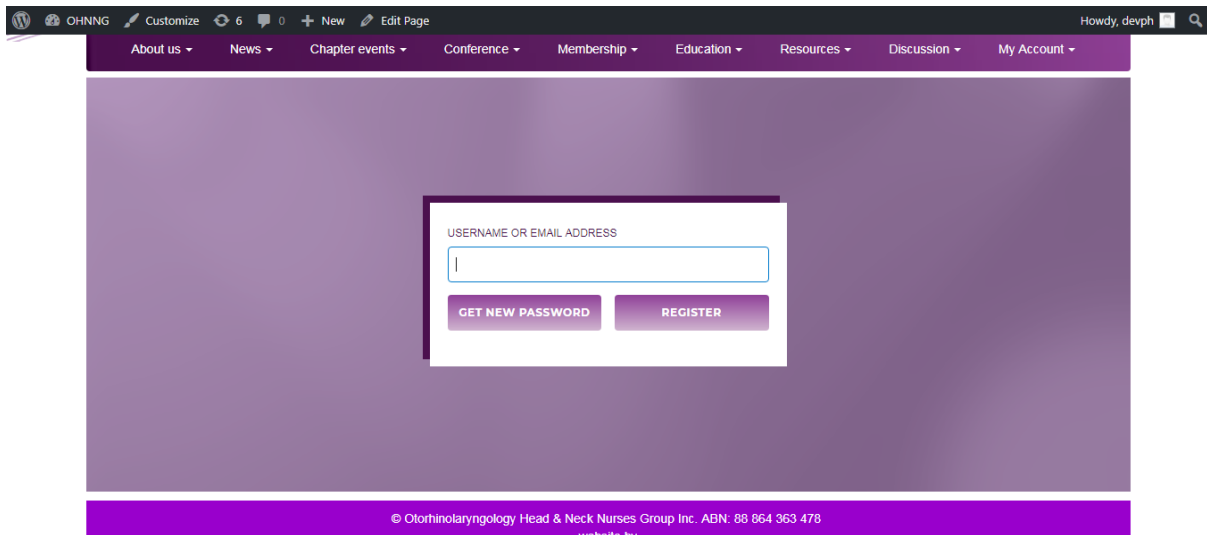 OHNNG Customize 6 0 New Edit Page Howdy, devph
About us News Chapter events Conference Membership Education Resources Discussion My Account
USERNAME OR EMAIL ADDRESS
GET NEW PASSWORD REGISTER
© Otorhinolaryngology Head & Neck Nurses Group Inc. ABN: 88 864 363 478
website by